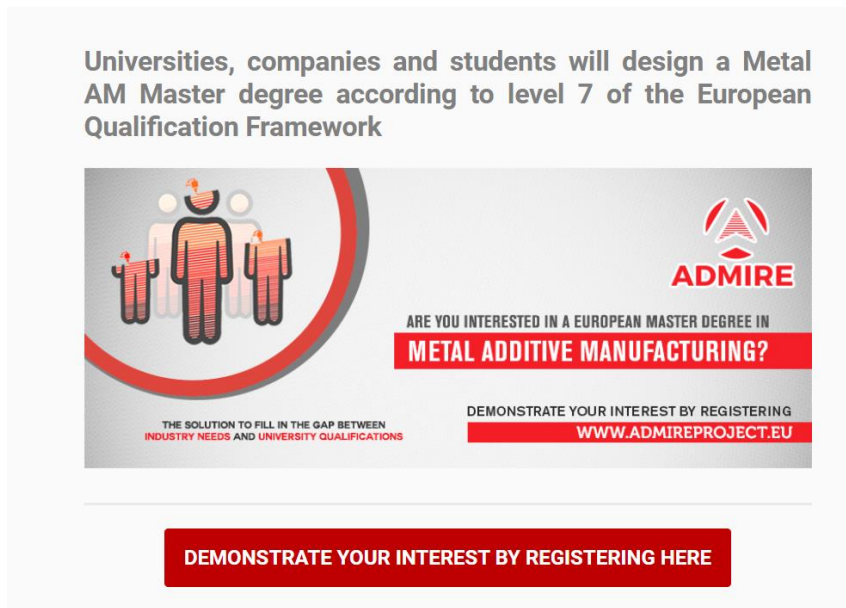 Universities, companies and students will design a Metal
AM Master degree according to level 7 of the European
Qualification Framework
ADMIRE
ARE YOU INTERESTED IN A EUROPEAN MASTER DEGREE IN
METAL ADDITIVE MANUFACTURING?
DEMONSTRATE YOUR INTEREST BY REGISTERING
WWW.ADMIREPROJECT.EU
THE SOLUTION TO FILL IN THE GAP BETWEEN
INDUSTRY NEEDS AND UNIVERSITY QUALIFICATIONS
DEMONSTRATE YOUR INTEREST BY REGISTERING HERE